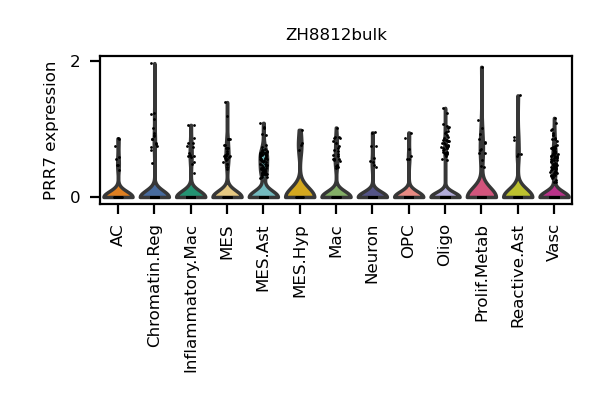 ZH8812bulk
PRR7 expression
2
0
AC
Chromatin.Reg
Inflammatory.Mac
MES
MES.Ast
MES.Hyp
Mac
Neuron
OPC
Oligo
Prolif.Metab
Reactive.Ast
Vasc